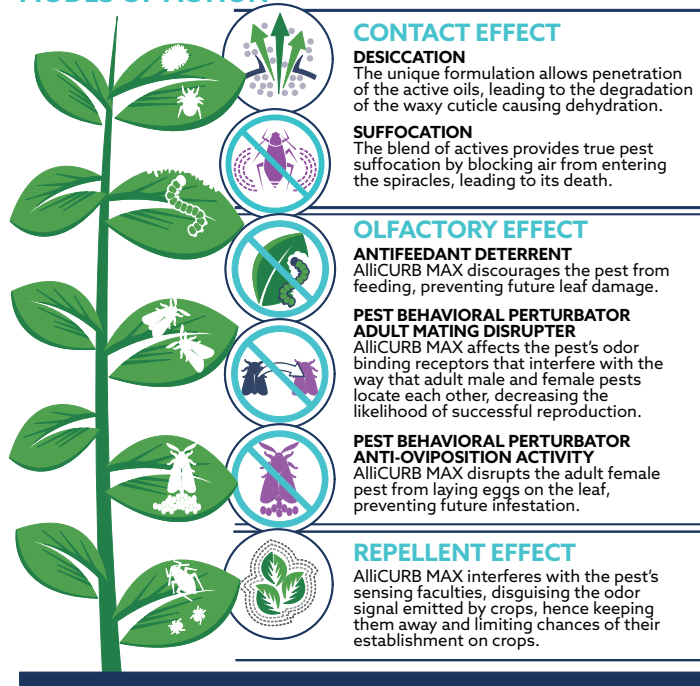 MODES OF ACTION
CONTACT EFFECT
DESICCATION
The unique formulation allows penetration
of the active oils, leading to the degradation
of the waxy cuticle causing dehydration.
SUFFOCATION
The blend of actives provides true pest
suffocation by blocking air from entering
the spiracles, leading to its death.
OLFACTORY EFFECT
ANTIFEEDANT DETERRENT
AlliCURB MAX discourages the pest from
feeding, preventing future leaf damage.
PEST BEHAVIORAL PERTURBATOR
ADULT MATING DISRUPTER
AlliCURB MAX affects the pest's odor
binding receptors that interfere with the
way that adult male and female pests
locate each other, decreasing the
likelihood of successful reproduction.
PEST BEHAVIORAL PERTURBATOR
ANTI-OVIPOSITION ACTIVITY
AlliCURB MAX disrupts the adult female
pest from laying eggs on the leaf,
preventing future infestation.
REPELLENT EFFECT
AlliCURB MAX interferes with the pest's
sensing faculties, disguising the odor
signal emitted by crops, hence keeping
them away and limiting chances of their
establishment on crops.